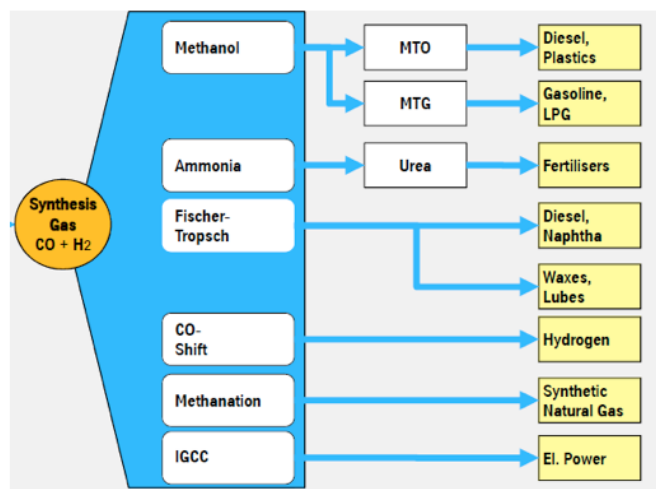 Methanol
MTO
Diesel,
Plastics
MTG
Gasoline,
LPG
Ammonia
Urea
Fertilisers
Synthesis
Gas
CO + H2
Fischer-
Tropsch
Diesel,
Naphtha
Waxes,
Lubes
CO-
Shift
Hydrogen
Methanation
Synthetic
Natural Gas
IGCC
El. Power